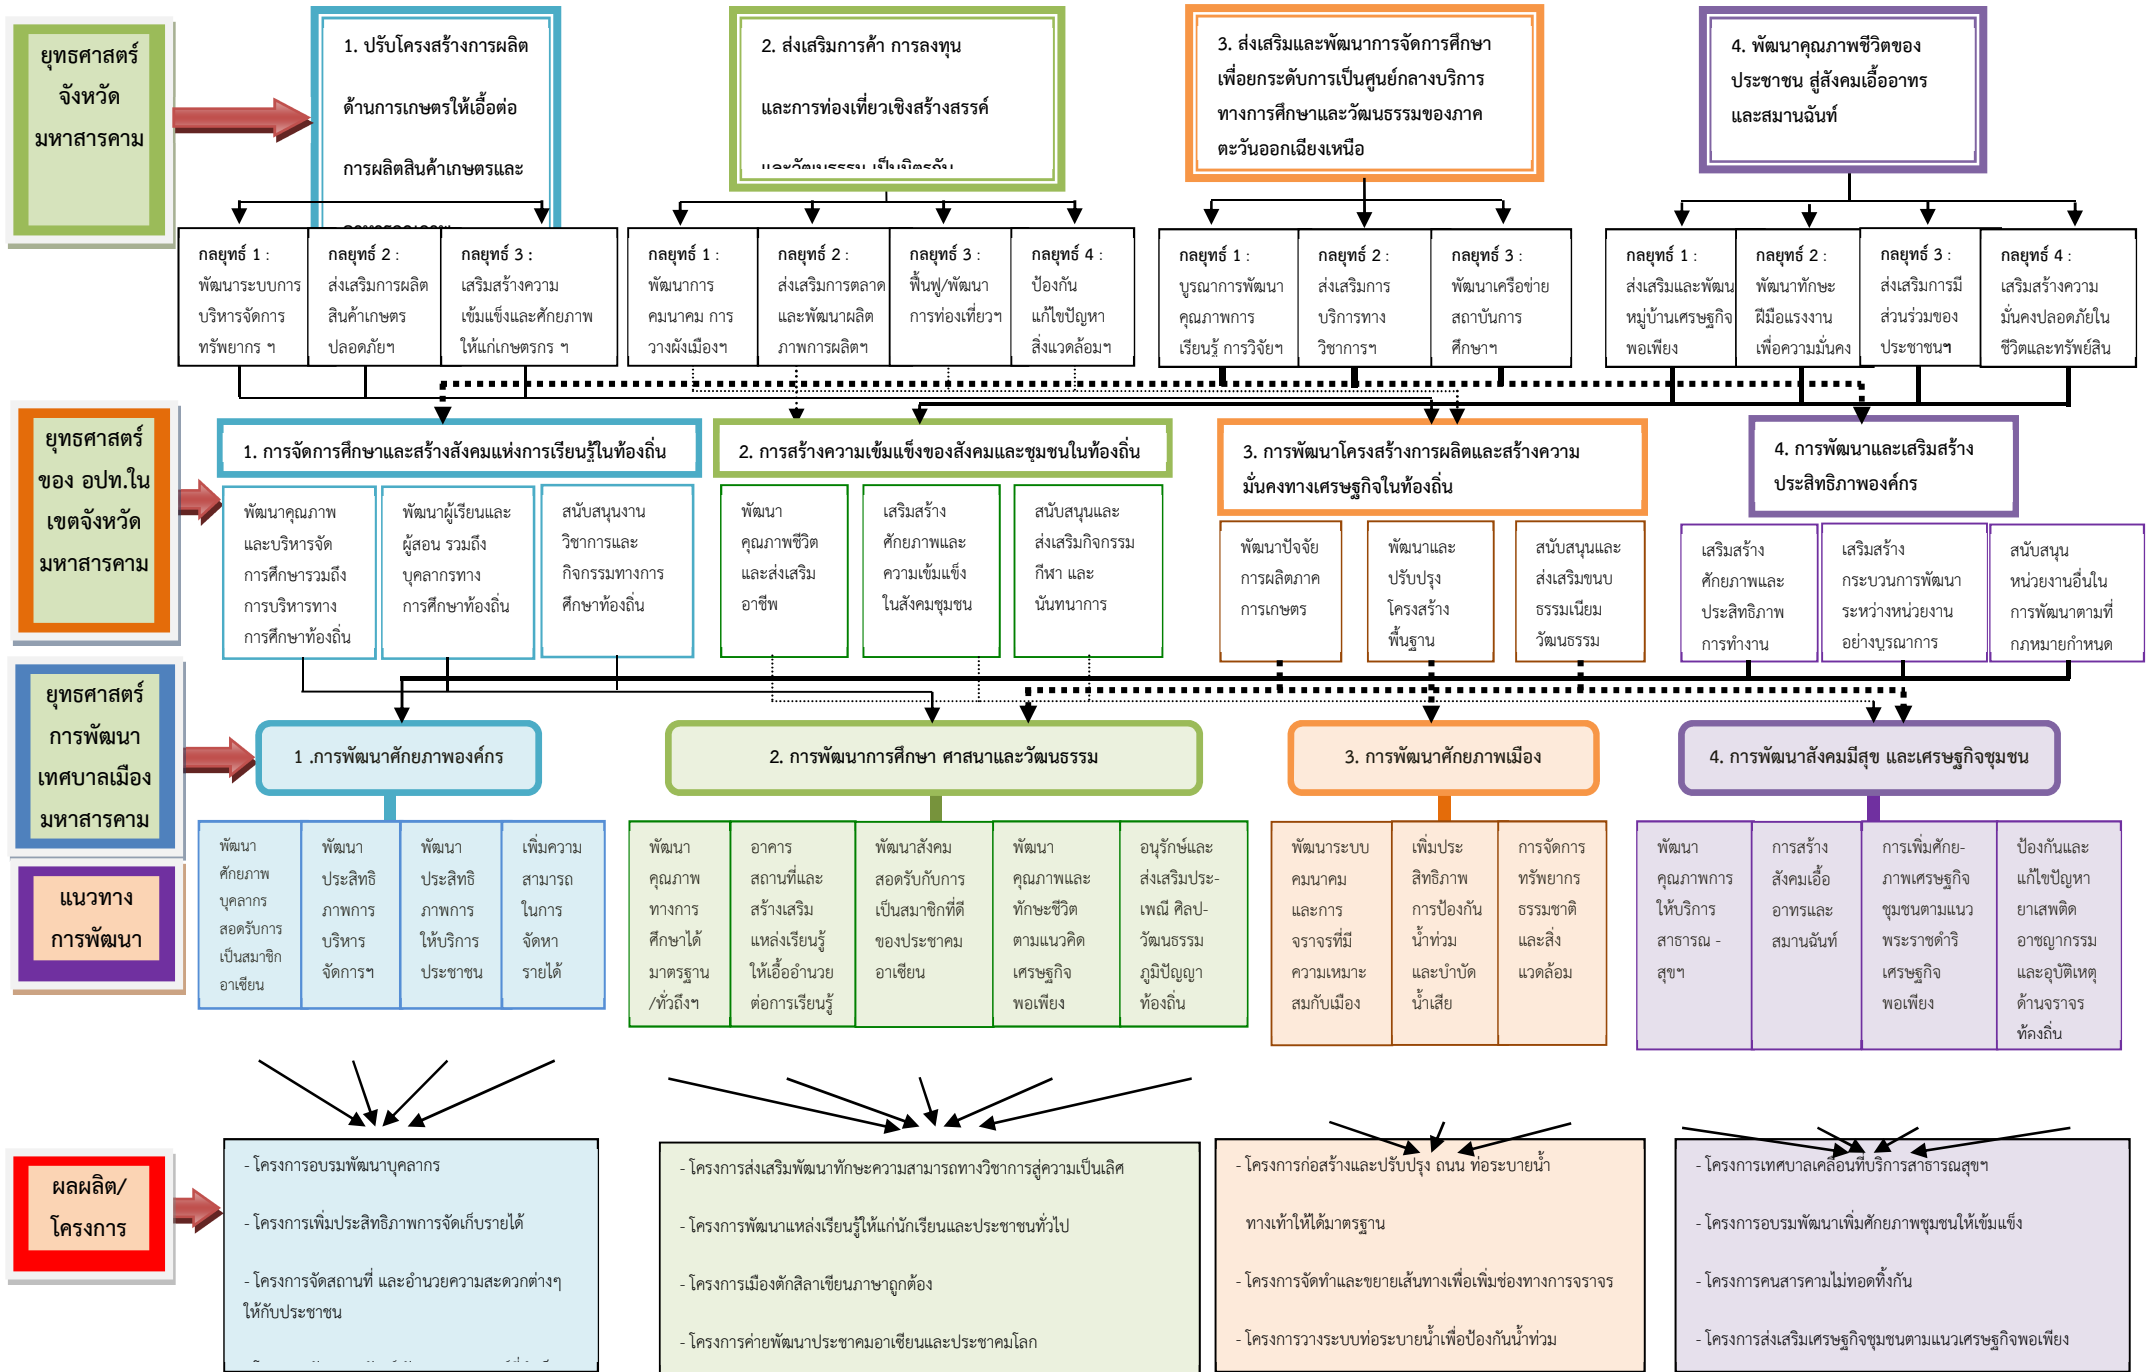 ยุทธศาสตร์
จังหวัด
มหาสารคาม
1. ปรับโครงสร้างการผลิต
ด้านการเกษตรให้เอื้อต่อ
การผลิตสินค้าเกษตรและ
2. ส่งเสริมการค้า การลงทุน
และการท่องเที่ยวเชิงสร้างสรรค์
และวัฒนธรรม เป็นมิตรกับ
3. ส่งเสริมและพัฒนาการจัดการศึกษา
เพื่อยกระดับการเป็นศูนย์กลางบริการ
ทางการศึกษาและวัฒนธรรมของภาค
ตะวันออกเฉียงเหนือ
4. พัฒนาคุณภาพชีวิตของ
ประชาชน สู่สังคมเอื้ออาทร
และสมานฉันท์
กลยุทธ์ 1 :
พัฒนาระบบการ
บริหารจัดการ
ทรัพยากร ฯ
กลยุทธ์ 2 :
ส่งเสริมการผลิต
สินค้าเกษตร
ปลอดภัยฯ
กลยุทธ์ 3 :
เสริมสร้างความ
เข้มแข็งและศักยภาพ
ให้แก่เกษตรกร ฯ
กลยุทธ์ 1 :
พัฒนาการ
คมนาคม การ
วางผังเมืองฯ
กลยุทธ์ 2 :
ส่งเสริมการตลาด
และพัฒนาผลิต
ภาพการผลิตฯ
กลยุทธ์ 3 :
ฟื้นฟู/พัฒนา
การท่องเที่ยวฯ
กลยุทธ์ 4 :
ป้องกัน
แก้ไขปัญหา
สิ่งแวดล้อมฯ
กลยุทธ์ 1 :
บูรณาการพัฒนา
คุณภาพการ
เรียนรู้ การวิจัยฯ
กลยุทธ์ 2 :
ส่งเสริมการ
บริการทาง
วิชาการฯ
กลยุทธ์ 3 :
พัฒนาเครือข่าย
สถาบันการ
ศึกษาฯ
กลยุทธ์ 1 :
ส่งเสริมและพัฒน
หมู่บ้านเศรษฐกิจ
พอเพียง
กลยุทธ์ 2 :
พัฒนาทักษะ
ฝีมือแรงงาน
เพื่อความมั่นคง
กลยุทธ์ 3 :
ส่งเสริมการมี
ส่วนร่วมของ
ประชาชนฯ
กลยุทธ์ 4 :
เสริมสร้างความ
มั่นคงปลอดภัยใน
ชีวิตและทรัพย์สิน
ยุทธศาสตร์
ของ อปท.ใน
เขตจังหวัด
มหาสารคาม
1. การจัดการศึกษาและสร้างสังคมแห่งการเรียนรู้ในท้องถิ่น
2. การสร้างความเข้มแข็งของสังคมและชุมชนในท้องถิ่น
3. การพัฒนาโครงสร้างการผลิตและสร้างความ
มั่นคงทางเศรษฐกิจในท้องถิ่น
4. การพัฒนาและเสริมสร้าง
ประสิทธิภาพองค์กร
พัฒนาคุณภาพ
และบริหารจัด
การศึกษารวมถึง
การบริหารทาง
การศึกษาท้องถิ่น
พัฒนาผู้เรียนและ
ผู้สอน รวมถึง
บุคลากรทาง
การศึกษาท้องถิ่น
สนับสนุนงาน
วิชาการและ
กิจกรรมทางการ
ศึกษาท้องถิ่น
พัฒนา
คุณภาพชีวิต
และส่งเสริม
อาชีพ
เสริมสร้าง
ศักยภาพและ
ความเข้มแข็ง
ในสังคมชุมชน
สนับสนุนและ
ส่งเสริมกิจกรรม
กีฬา และ
นันทนาการ
พัฒนาปัจจัย
การผลิตภาค
การเกษตร
พัฒนาและ
ปรับปรุง
โครงสร้าง
พื้นฐาน
สนับสนุนและ
ส่งเสริมขนบ
ธรรมเนียม
วัฒนธรรม
เสริมสร้าง
ศักยภาพและ
ประสิทธิภาพ
การทำงาน
เสริมสร้าง
กระบวนการพัฒนา
ระหว่างหน่วยงาน
อย่างบูรณาการ
สนับสนุน
หน่วยงานอื่นใน
การพัฒนาตามที่
กฎหมายกำหนด
ยุทธศาสตร์
การพัฒนา
เทศบาลเมือง
มหาสารคาม
1 .การพัฒนาศักยภาพองค์กร
2. การพัฒนาการศึกษา ศาสนาและวัฒนธรรม
3. การพัฒนาศักยภาพเมือง
4. การพัฒนาสังคมมีสุข และเศรษฐกิจชุมชน
แนวทาง
การพัฒนา
พัฒนา
ศักยภาพ
บุคลากร
สอดรับการ
เป็นสมาชิก
อาเซียน
พัฒนา
ประสิทธิ
ภาพการ
บริหาร
จัดการฯ
พัฒนา
ประสิทธิ
ภาพการ
ให้บริการ
ประชาชน
เพิ่มความ
สามารถ
ในการ
จัดหา
รายได้
พัฒนา
คุณภาพ
ทางการ
ศึกษาได้
มาตรฐาน
/ทั่วถึงฯ
อาคาร
สถานที่และ
สร้างเสริม
แหล่งเรียนรู้
ให้เอื้ออำนวย
ต่อการเรียนรู้
พัฒนาสังคม
สอดรับกับการ
เป็นสมาชิกที่ดี
ของประชาคม
อาเซียน
พัฒนา
คุณภาพและ
ทักษะชีวิต
ตามแนวคิด
เศรษฐกิจ
พอเพียง
อนุรักษ์และ
ส่งเสริมประ-
เพณี ศิลป-
วัฒนธรรม
ภูมิปัญญา
ท้องถิ่น
พัฒนาระบบ
คมนาคม
และการ
จราจรที่มี
ความเหมาะ
สมกับเมือง
เพิ่มประ
สิทธิภาพ
การป้องกัน
น้ำท่วม
และบำบัด
น้ำเสีย
การจัดการ
ทรัพยากร
ธรรมชาติ
และสิ่ง
แวดล้อม
พัฒนา
คุณภาพการ
ให้บริการ
สาธารณ -
สุขฯ
การสร้าง
สังคมเอื้อ
อาทรและ
สมานฉันท์
การเพิ่มศักย-
ภาพเศรษฐกิจ
ชุมชนตามแนว
พระราชดำริ
เศรษฐกิจ
พอเพียง
ป้องกันและ
แก้ไขปัญหา
ยาเสพติด
อาชญากรรม
และอุบัติเหตุ
ด้านจราจร
ท้องถิ่น
ผลผลิต/
โครงการ
- โครงการอบรมพัฒนาบุคลากร
- โครงการเพิ่มประสิทธิภาพการจัดเก็บรายได้
- โครงการจัดสถานที่ และอำนวยความสะดวกต่างๆ
ให้กับประชาชน
- โครงการส่งเสริมพัฒนาทักษะความสามารถทางวิชาการสู่ความเป็นเลิศ
- โครงการพัฒนาแหล่งเรียนรู้ให้แก่นักเรียนและประชาชนทั่วไป
- โครงการเมืองตักสิลาเขียนภาษาถูกต้อง
- โครงการค่ายพัฒนาประชาคมอาเซียนและประชาคมโลก
- โครงการก่อสร้างและปรับปรุง ถนน ท่อระบายน้ำ
ทางเท้าให้ได้มาตรฐาน
- โครงการจัดทำและขยายเส้นทางเพื่อเพิ่มช่องทางการจราจร
- โครงการวางระบบท่อระบายน้ำเพื่อป้องกันน้ำท่วม
- โครงการเทศบาลเคลื่อนที่บริการสาธารณสุขฯ
- โครงการอบรมพัฒนาเพิ่มศักยภาพชุมชนให้เข้มแข็ง
- โครงการคนสารคามไม่ทอดทิ้งกัน
- โครงการส่งเสริมเศรษฐกิจชุมชนตามแนวเศรษฐกิจพอเพียง